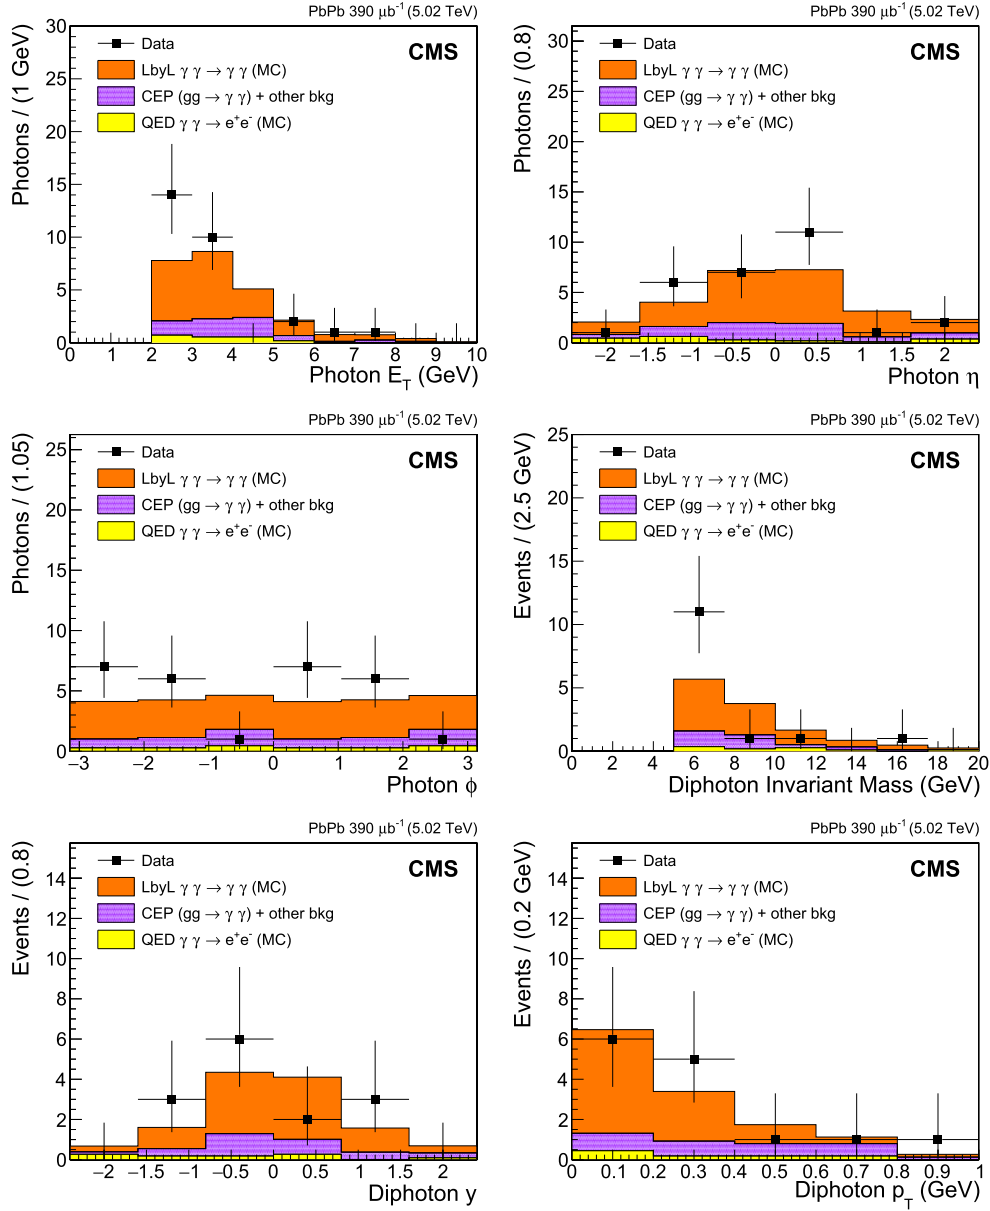 PbPb 390 μb⁻¹ (5.02 TeV)
CMS
Data
LbyL γ γ → γ γ (MC)
CEP (gg → γ γ) + other bkg
QED γ γ → e⁺e⁻ (MC)
Photons / (1 GeV)
30
25
20
15
10
5
0
0 1 2 3 4 5 6 7 8 9 10
Photon E_T (GeV)
PbPb 390 μb⁻¹ (5.02 TeV)
CMS
Data
LbyL γ γ → γ γ (MC)
CEP (gg → γ γ) + other bkg
QED γ γ → e⁺e⁻ (MC)
Photons / (0.8)
30
25
20
15
10
5
0
−2 −1.5 −1 −0.5 0 0.5 1 1.5 2
Photon η
PbPb 390 μb⁻¹ (5.02 TeV)
CMS
Data
LbyL γ γ → γ γ (MC)
CEP (gg → γ γ) + other bkg
QED γ γ → e⁺e⁻ (MC)
Photons / (1.05)
25
20
15
10
5
0
−3 −2 −1 0 1 2 3
Photon ϕ
PbPb 390 μb⁻¹ (5.02 TeV)
CMS
Data
LbyL γ γ → γ γ (MC)
CEP (gg → γ γ) + other bkg
QED γ γ → e⁺e⁻ (MC)
Events / (2.5 GeV)
25
20
15
10
5
0
0 2 4 6 8 10 12 14 16 18 20
Diphoton Invariant Mass (GeV)
PbPb 390 μb⁻¹ (5.02 TeV)
CMS
Data
LbyL γ γ → γ γ (MC)
CEP (gg → γ γ) + other bkg
QED γ γ → e⁺e⁻ (MC)
Events / (0.8)
14
12
10
8
6
4
2
0
−2 −1.5 −1 −0.5 0 0.5 1 1.5 2
Diphoton y
PbPb 390 μb⁻¹ (5.02 TeV)
CMS
Data
LbyL γ γ → γ γ (MC)
CEP (gg → γ γ) + other bkg
QED γ γ → e⁺e⁻ (MC)
Events / (0.2 GeV)
14
12
10
8
6
4
2
0
0 0.1 0.2 0.3 0.4 0.5 0.6 0.7 0.8 0.9 1
Diphoton p_T (GeV)